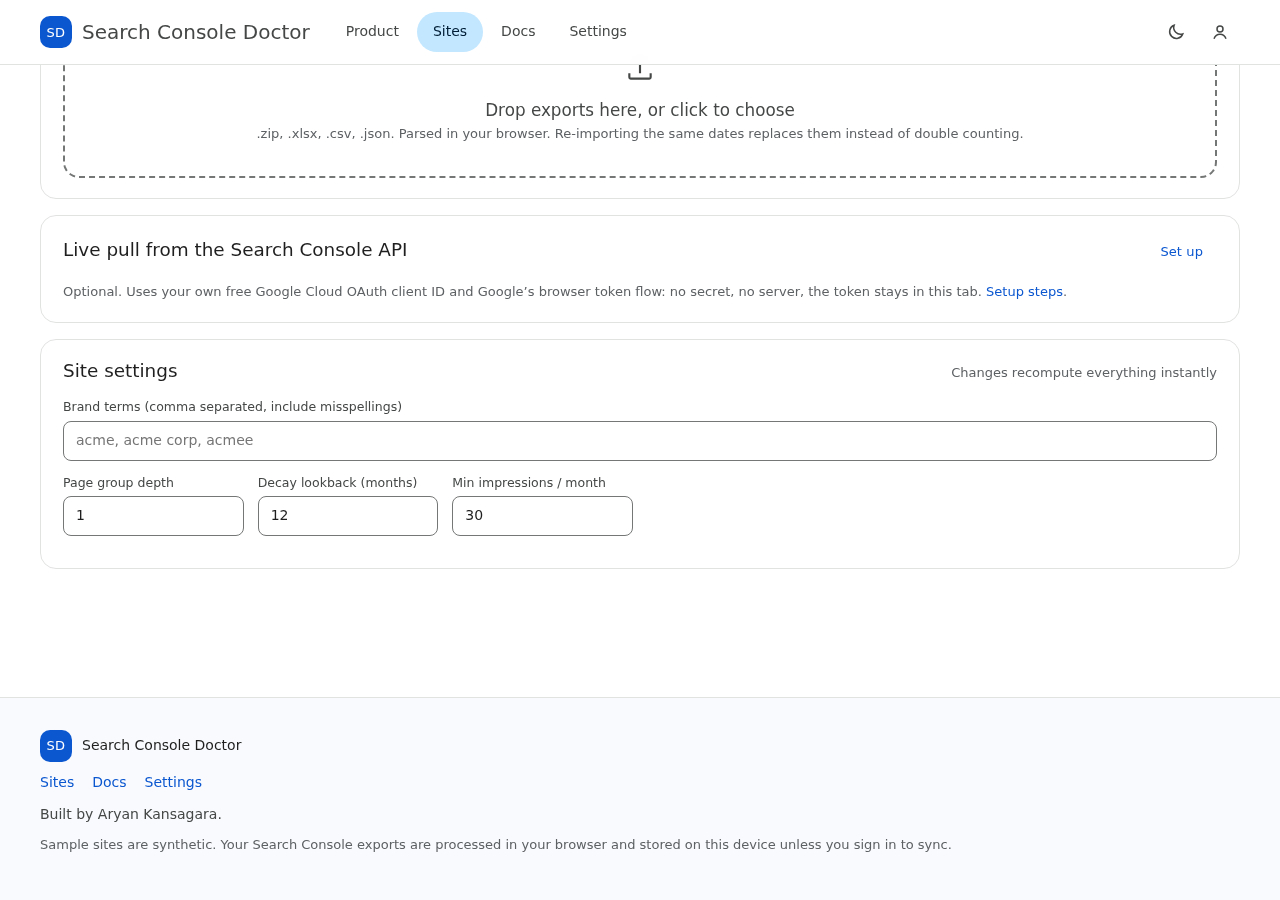 SD Search Console Doctor Product Sites Docs Settings
Drop exports here, or click to choose
.zip, .xlsx, .csv, .json. Parsed in your browser. Re-importing the same dates replaces them instead of double counting.
Live pull from the Search Console API Set up
Optional. Uses your own free Google Cloud OAuth client ID and Google’s browser token flow: no secret, no server, the token stays in this tab. Setup steps.
Site settings Changes recompute everything instantly
Brand terms (comma separated, include misspellings)
acme, acme corp, acmee
Page group depth Decay lookback (months) Min impressions / month
1 12 30
SD Search Console Doctor
Sites Docs Settings
Built by Aryan Kansagara.
Sample sites are synthetic. Your Search Console exports are processed in your browser and stored on this device unless you sign in to sync.